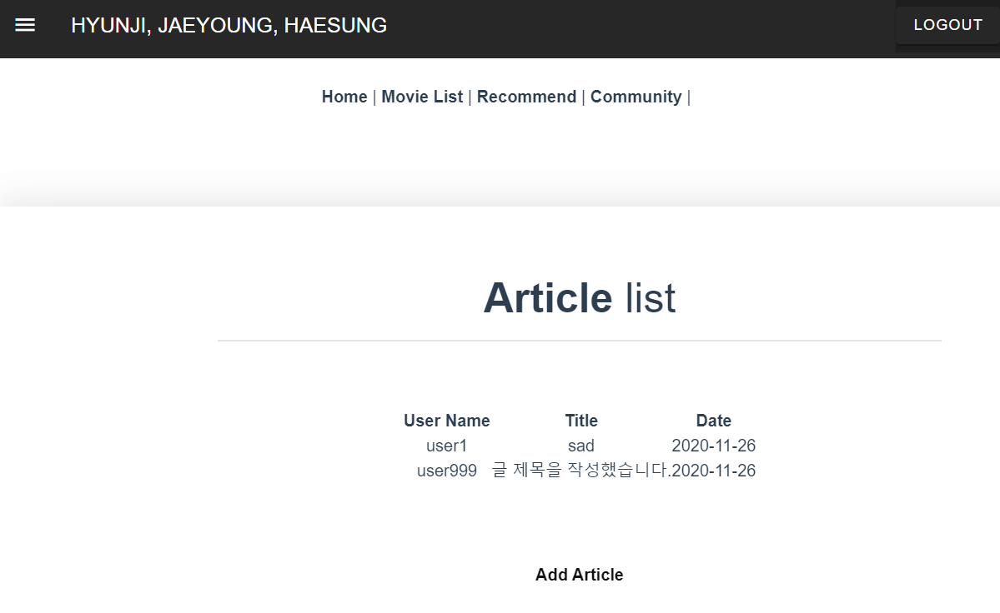 HYUNJI, JAEYOUNG, HAESUNG LOGOUT
Home | Movie List | Recommend | Community |
Article list
User Name Title Date
user1 sad 2020-11-26
user999 글 제목을 작성했습니다. 2020-11-26
Add Article